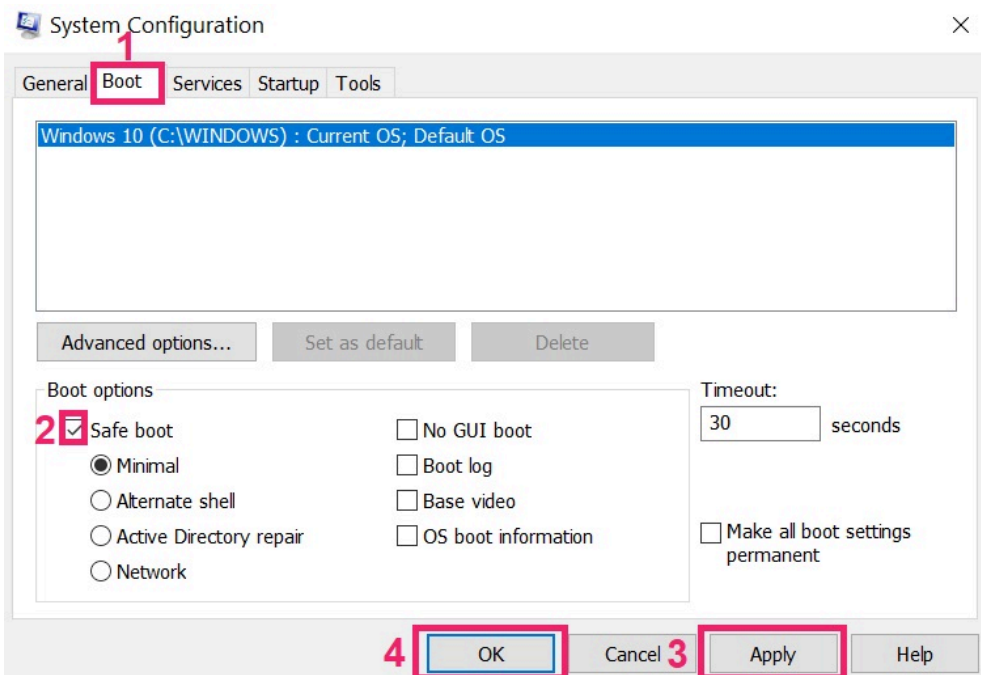 System Configuration
1
General Boot Services Startup Tools
Windows 10 (C:\WINDOWS) : Current OS; Default OS
Advanced options... Set as default Delete
Boot options
Timeout:
2 Safe boot No GUI boot
30 seconds
Minimal Boot log
Alternate shell Base video
Active Directory repair OS boot information
Make all boot settings
permanent
Network
4 OK Cancel 3 Apply Help